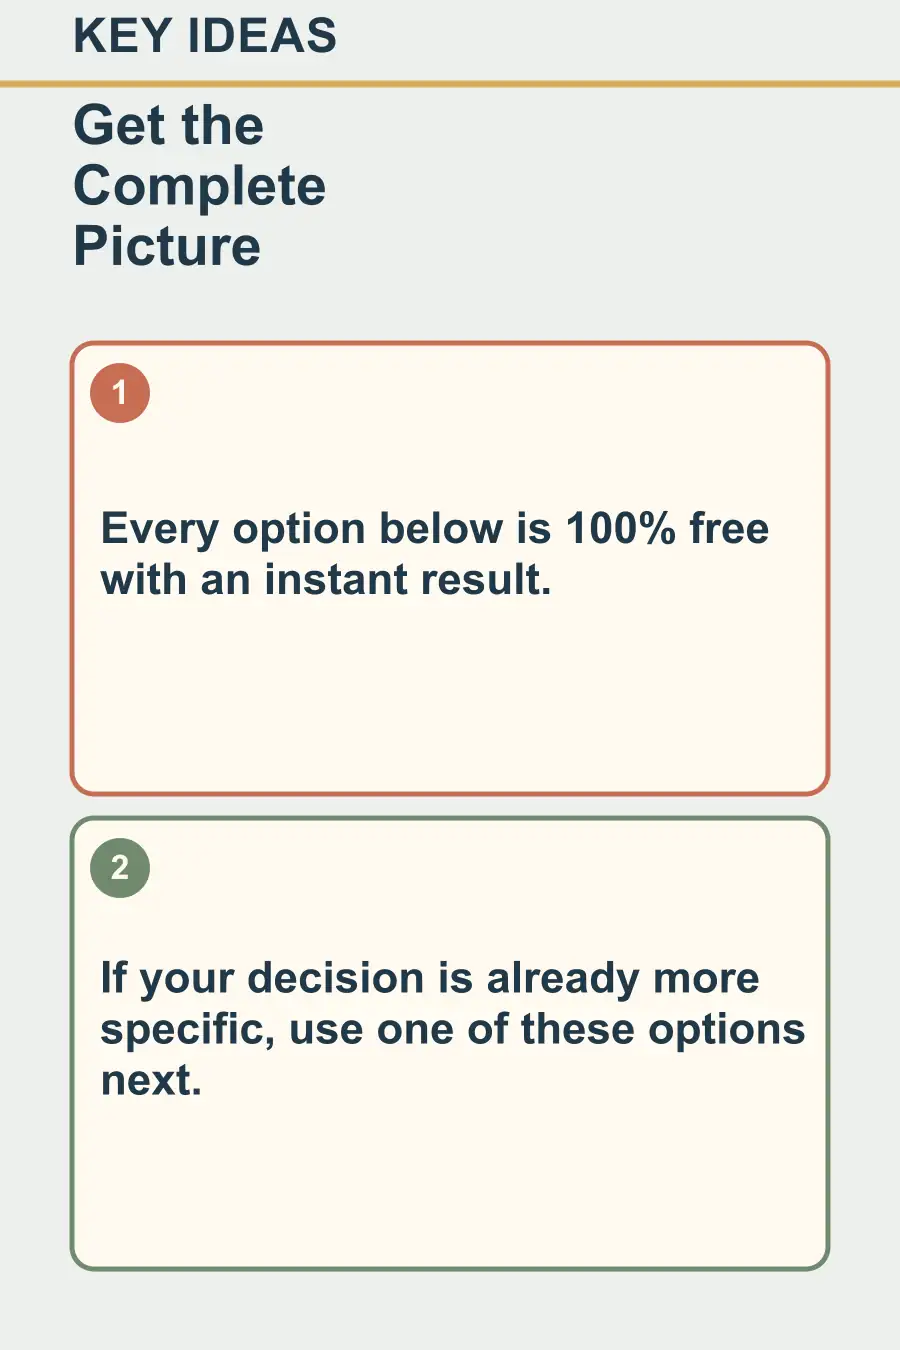 KEY IDEAS
Get the
Complete
Picture
1
Every option below is 100% free
with an instant result.
2
If your decision is already more
specific, use one of these options
next.